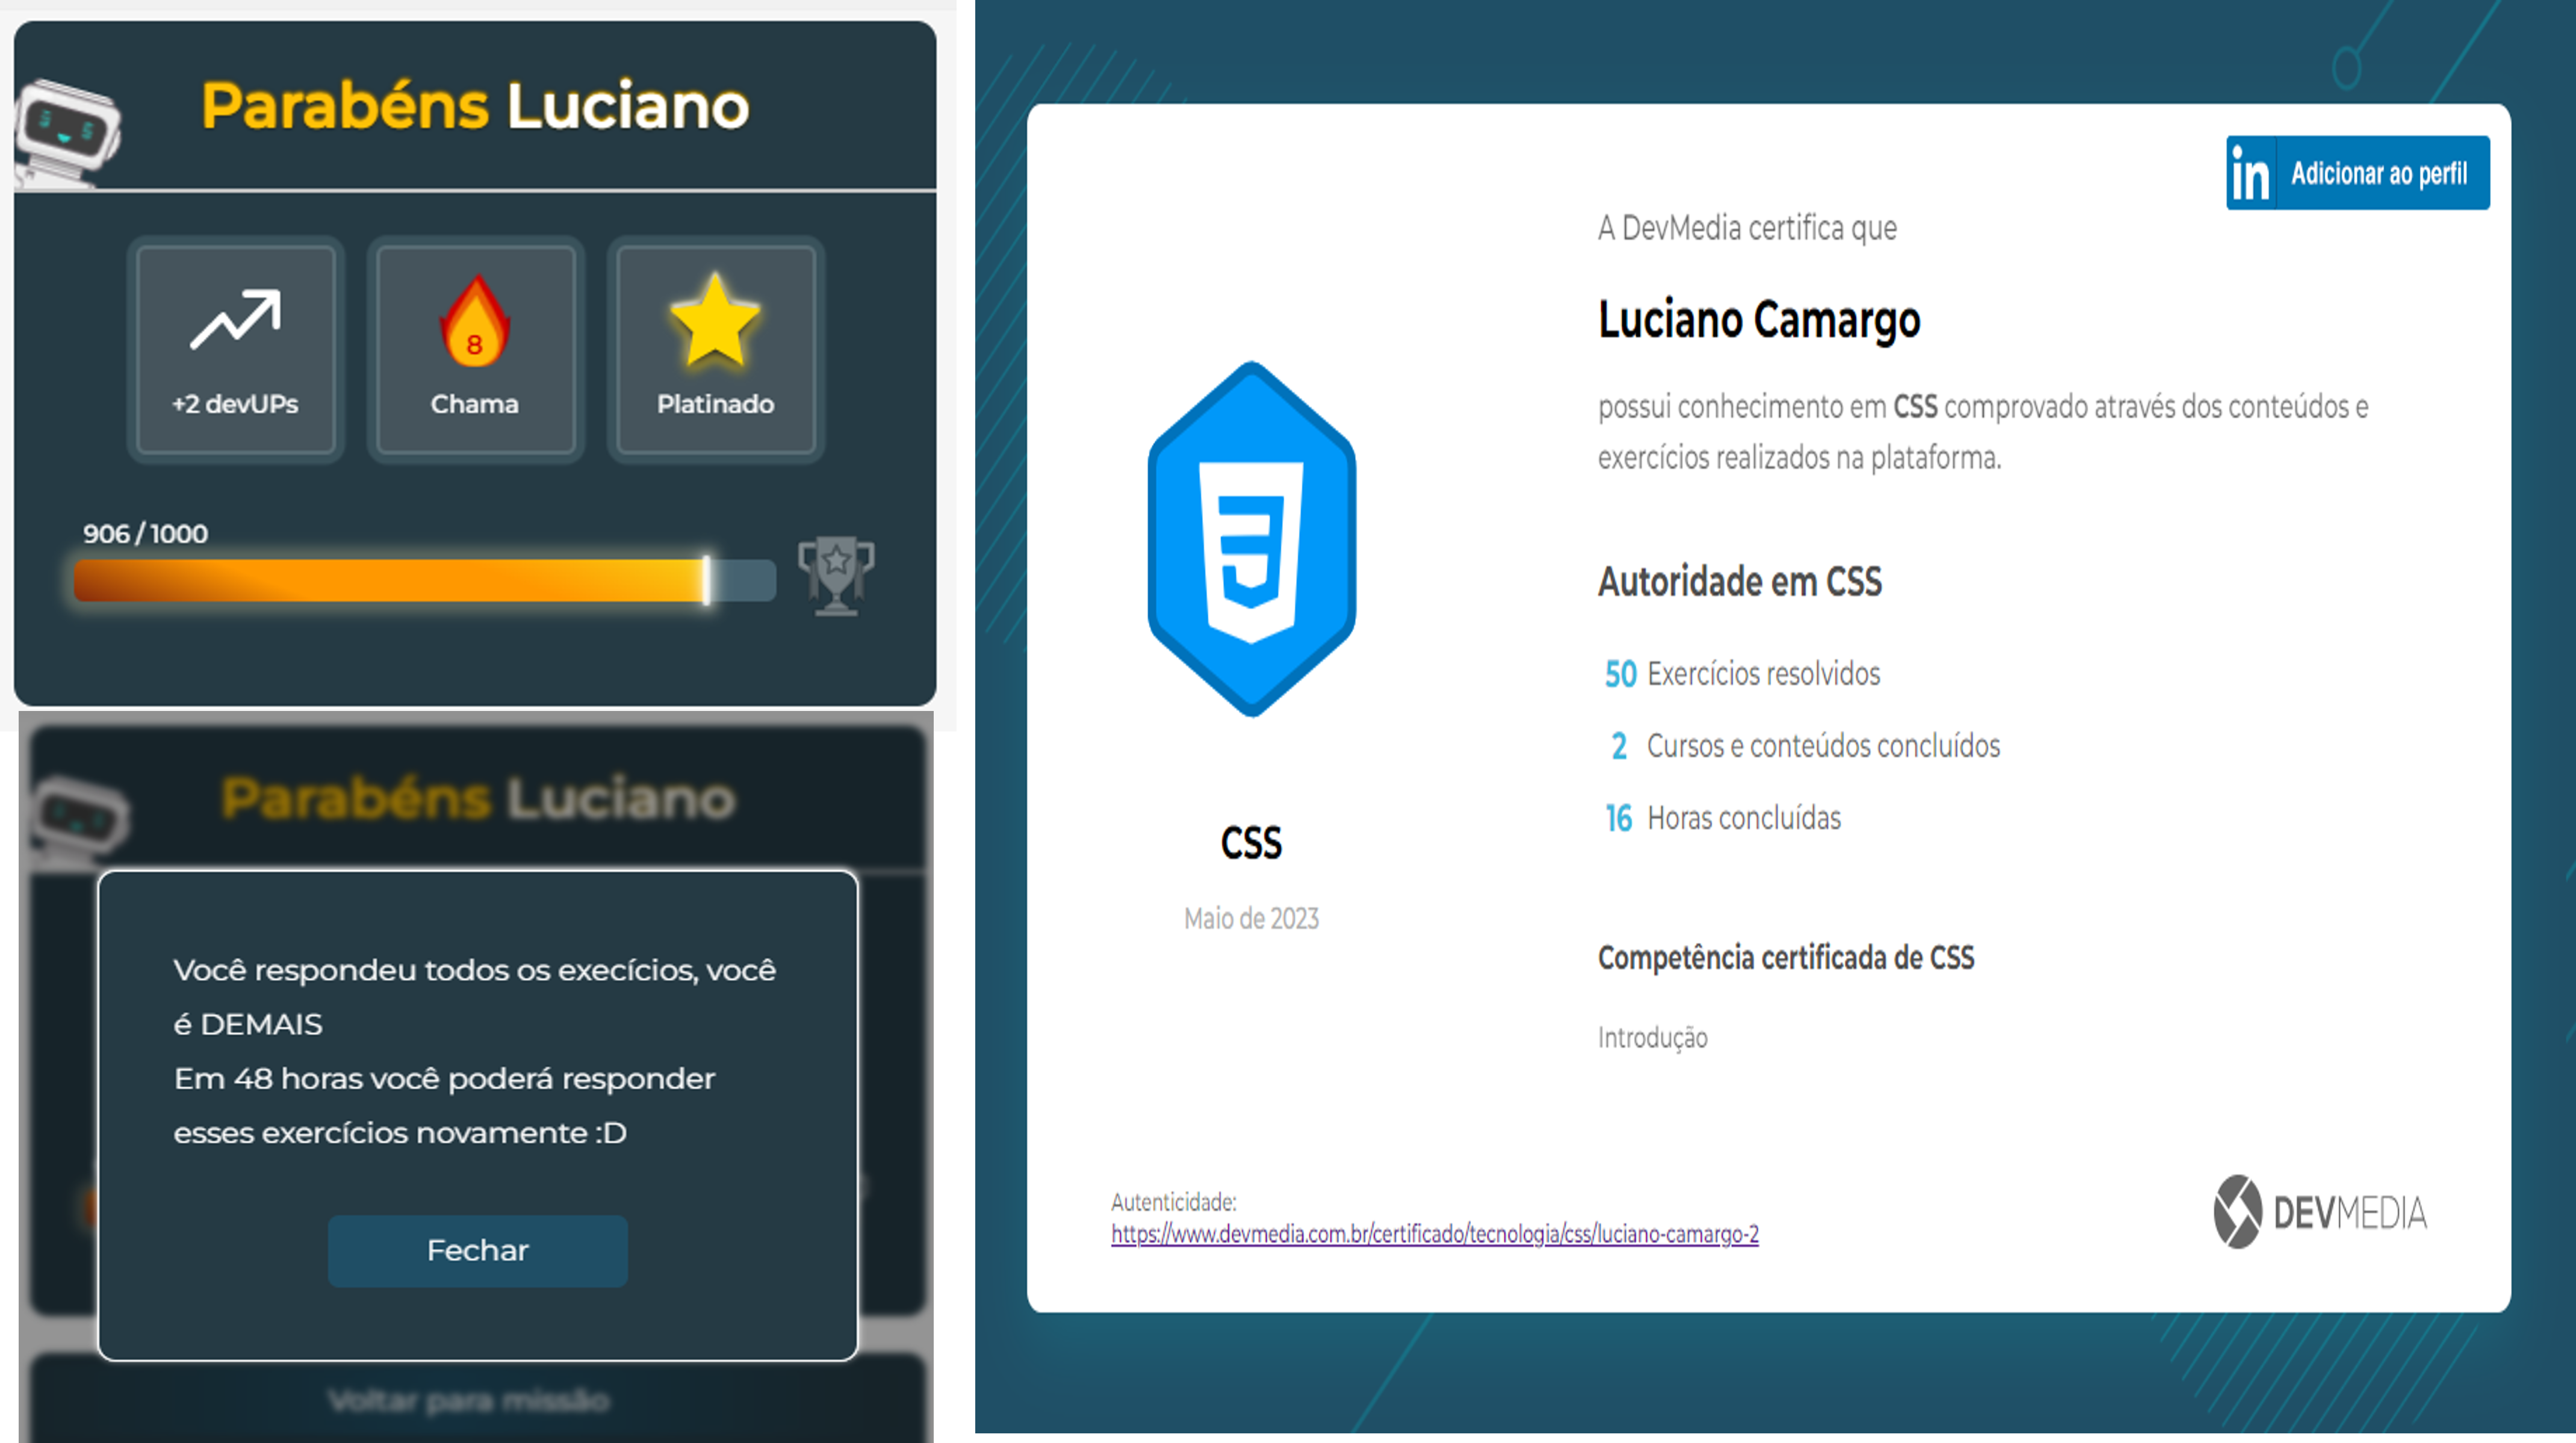 Parabéns Luciano
+2 devUPs
8
Chama
Platinado
906 / 1000
Parabéns Luciano
Você respondeu todos os execícios, você
é DEMAIS
Em 48 horas você poderá responder
esses exercícios novamente :D
Fechar
Voltar para missão
in Adicionar ao perfil
A DevMedia certifica que
Luciano Camargo
possui conhecimento em CSS comprovado através dos conteúdos e
exercícios realizados na plataforma.
Autoridade em CSS
50 Exercícios resolvidos
2 Cursos e conteúdos concluídos
16 Horas concluídas
CSS
Maio de 2023
Competência certificada de CSS
Introdução
Autenticidade:
https://www.devmedia.com.br/certificado/tecnologia/css/luciano-camargo-2
DEVMEDIA